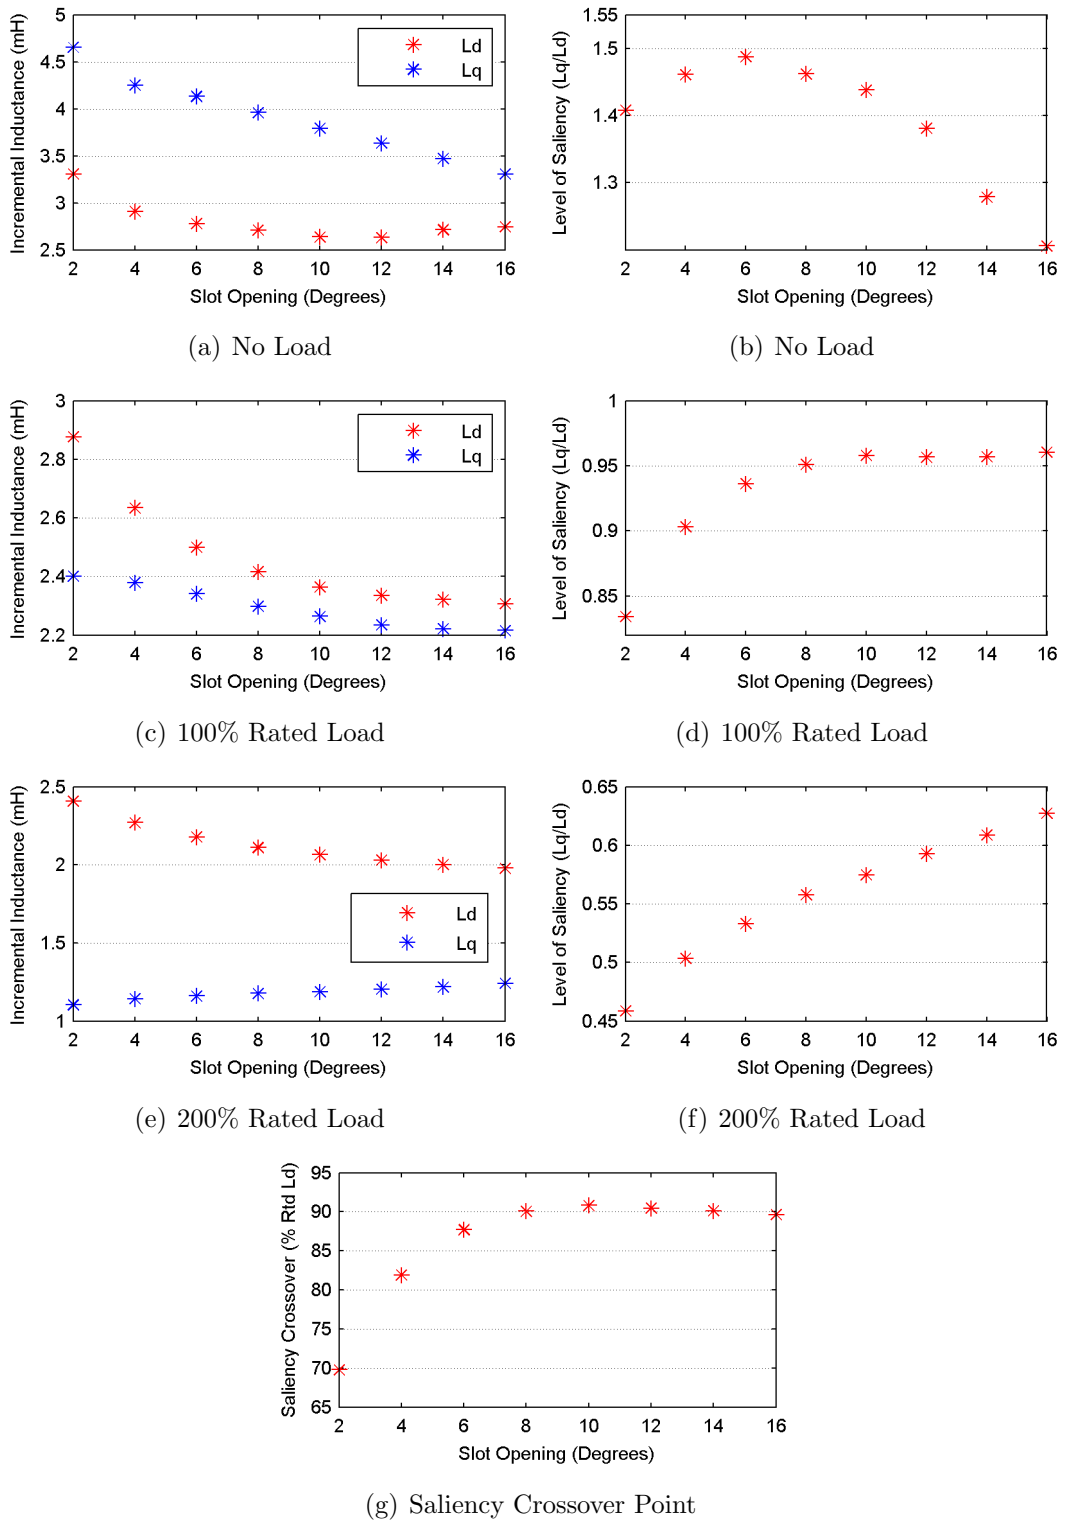 Incremental Inductance (mH)
5
4.5
4
3.5
3
2.5
2 4 6 8 10 12 14 16
Slot Opening (Degrees)
Ld
Lq
(a) No Load
Level of Saliency (Lq/Ld)
1.55
1.5
1.4
1.3
2 4 6 8 10 12 14 16
Slot Opening (Degrees)
(b) No Load
Incremental Inductance (mH)
3
2.8
2.6
2.4
2.2
2 4 6 8 10 12 14 16
Slot Opening (Degrees)
Ld
Lq
(c) 100% Rated Load
Level of Saliency (Lq/Ld)
1
0.95
0.9
0.85
2 4 6 8 10 12 14 16
Slot Opening (Degrees)
(d) 100% Rated Load
Incremental Inductance (mH)
2.5
2
1.5
1
2 4 6 8 10 12 14 16
Slot Opening (Degrees)
Ld
Lq
(e) 200% Rated Load
Level of Saliency (Lq/Ld)
0.65
0.6
0.55
0.5
0.45
2 4 6 8 10 12 14 16
Slot Opening (Degrees)
(f) 200% Rated Load
Saliency Crossover (% Rtd Ld)
95
90
85
80
75
70
65
2 4 6 8 10 12 14 16
Slot Opening (Degrees)
(g) Saliency Crossover Point